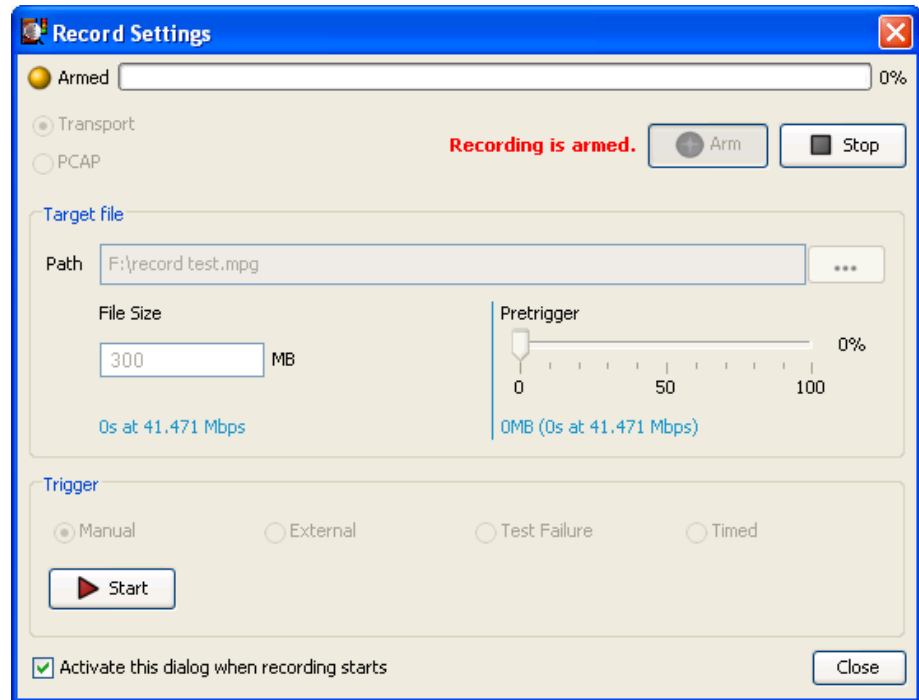 Record Settings
Armed 0%
Transport
PCAP
Recording is armed. Arm Stop
Target file
Path F:\record test.mpg ...
File Size Pretrigger
300 MB 0%
0 50 100
0s at 41.471 Mbps 0MB (0s at 41.471 Mbps)
Trigger
Manual External Test Failure Timed
Start
Activate this dialog when recording starts Close